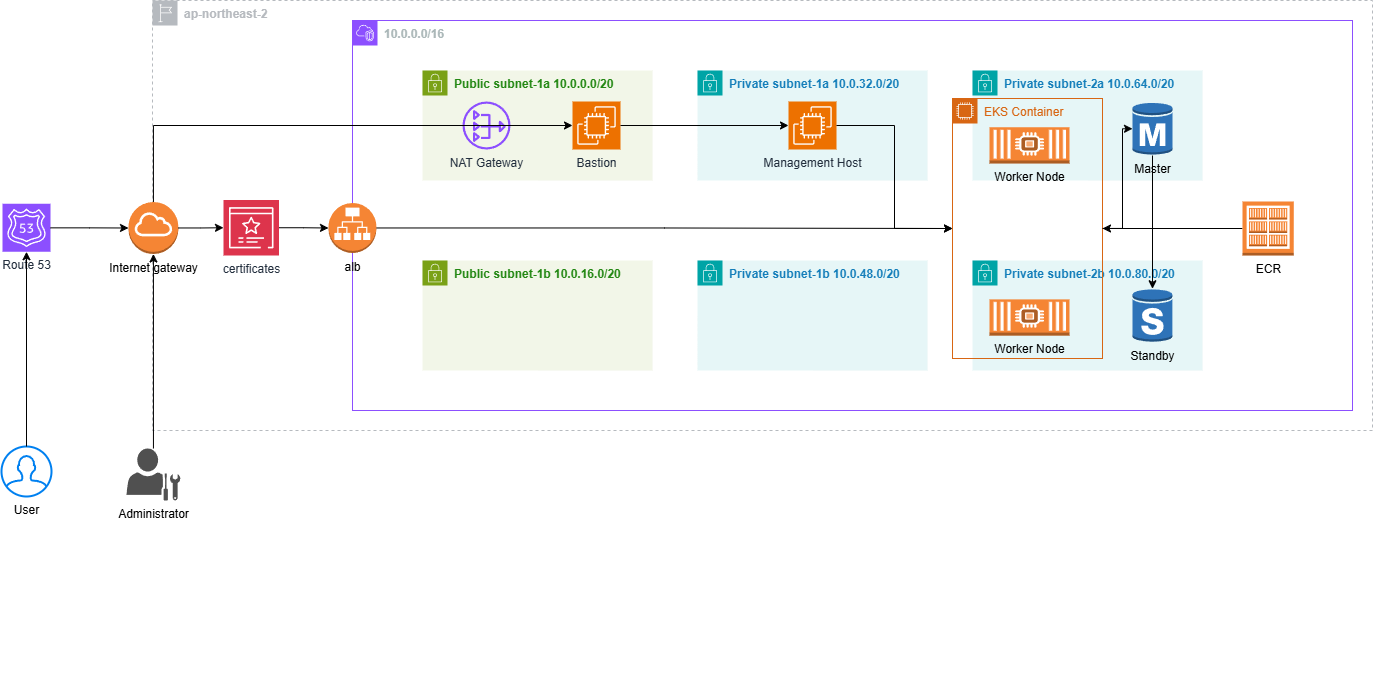 ap-northeast-2
10.0.0.0/16
Public subnet-1a 10.0.0.0/20
Private subnet-1a 10.0.32.0/20
Private subnet-2a 10.0.64.0/20
EKS Container
M
NAT Gateway
Bastion
Management Host
Worker Node
Master
53
Route 53
Internet gateway
certificates
alb
ECR
Public subnet-1b 10.0.16.0/20
Private subnet-1b 10.0.48.0/20
Private subnet-2b 10.0.80.0/20
S
Worker Node
Standby
User
Administrator